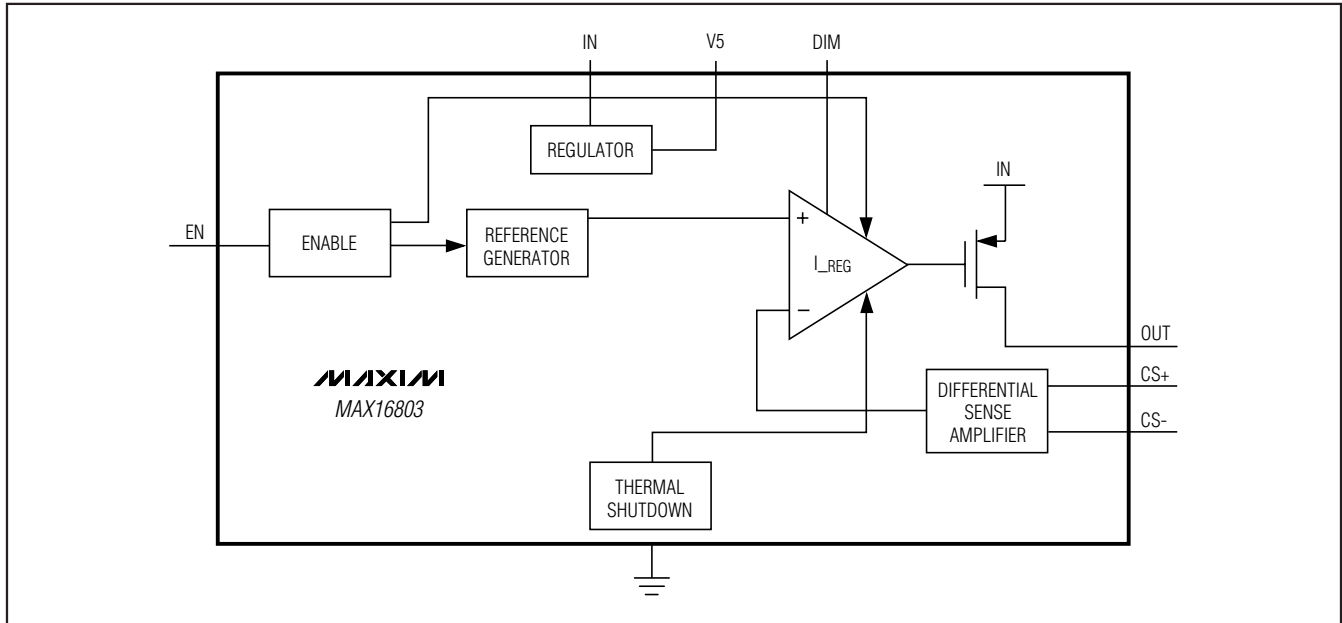 IN
V5
DIM
REGULATOR
IN
EN
ENABLE
REFERENCE
GENERATOR
+
I_REG
−
OUT
CS+
CS-
DIFFERENTIAL
SENSE
AMPLIFIER
MAXIM
MAX16803
THERMAL
SHUTDOWN